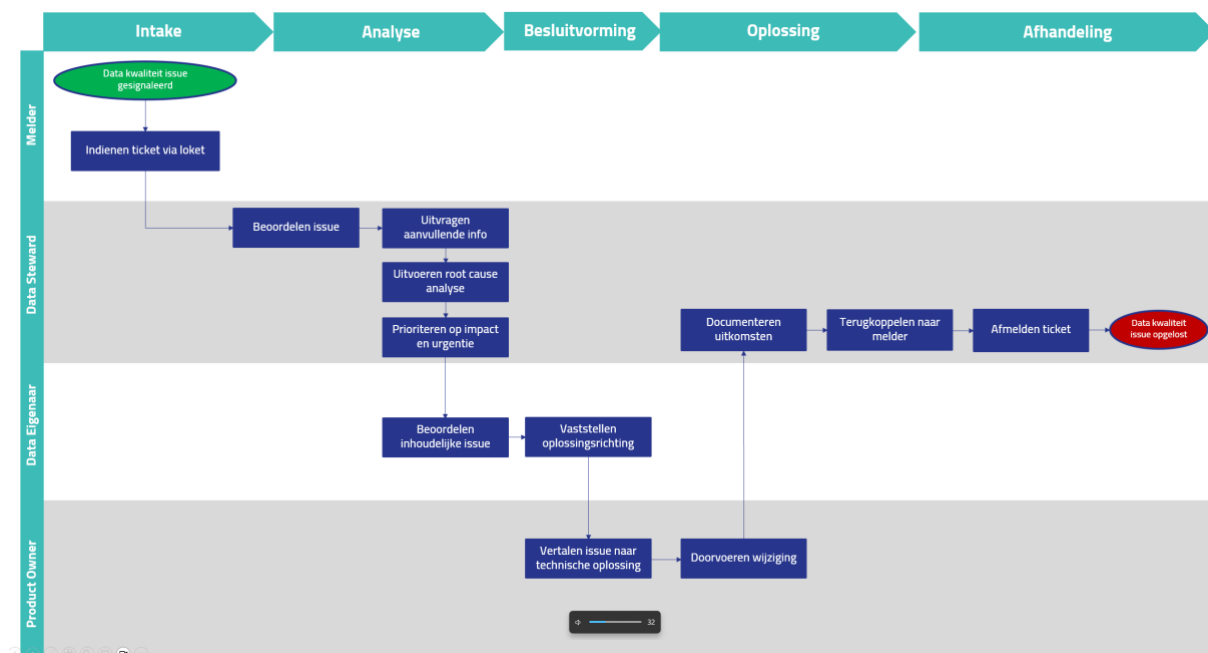 Intake
Analyse
Besluitvorming
Oplossing
Afhandeling
Melder
Data kwaliteit issue
gesignaleerd
Indienen ticket via loket
Data Steward
Beoordelen issue
Uitvragen
aanvullende info
Uitvoeren root cause
analyse
Prioriteren op impact
en urgentie
Documenteren
uitkomsten
Terugkoppelen naar
melder
Afmelden ticket
Data kwaliteit
issue opgelost
Data Eigenaar
Beoordelen
inhoudelijke issue
Vaststellen
oplossingsrichting
Product Owner
Vertalen issue naar
technische oplossing
Doorvoeren wijziging
32